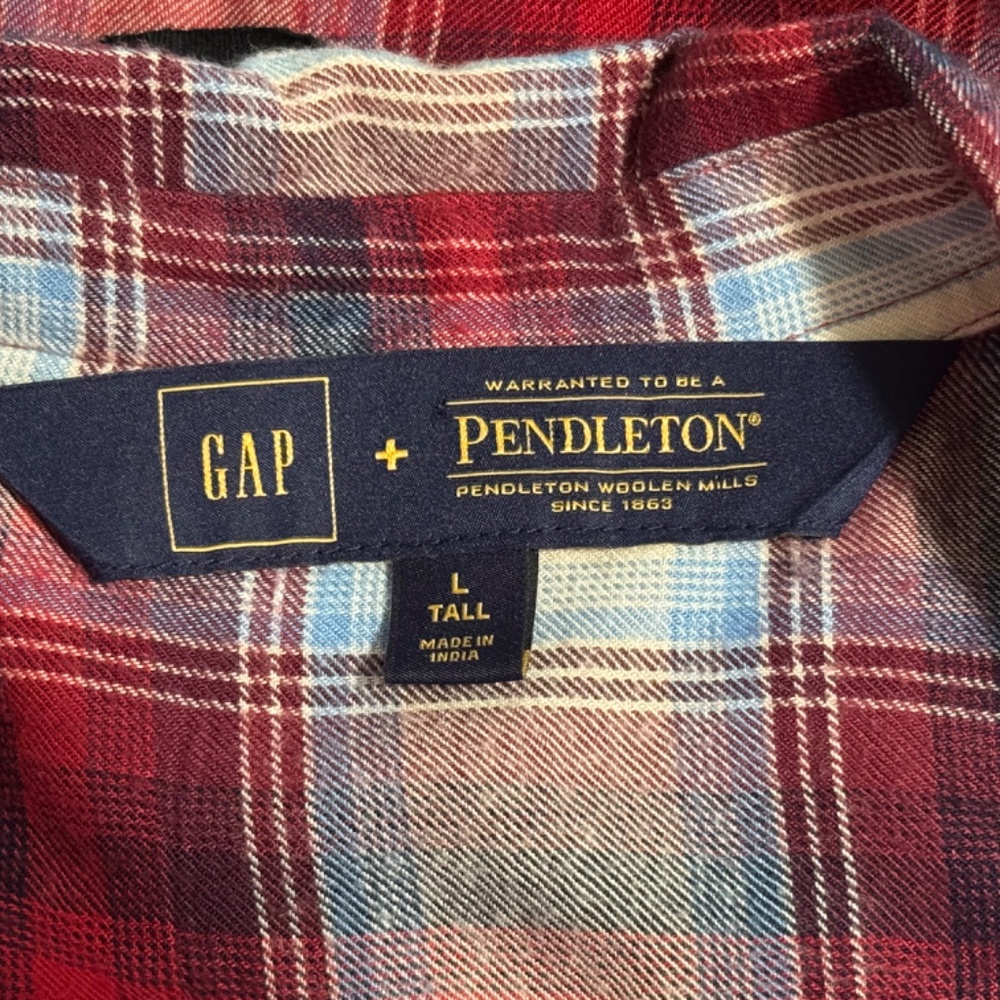 GAP
+
WARRANTED TO BE A
PENDLETON®
PENDLETON WOOLEN MILLS
SINCE 1863
L
TALL
MADE IN
INDIA